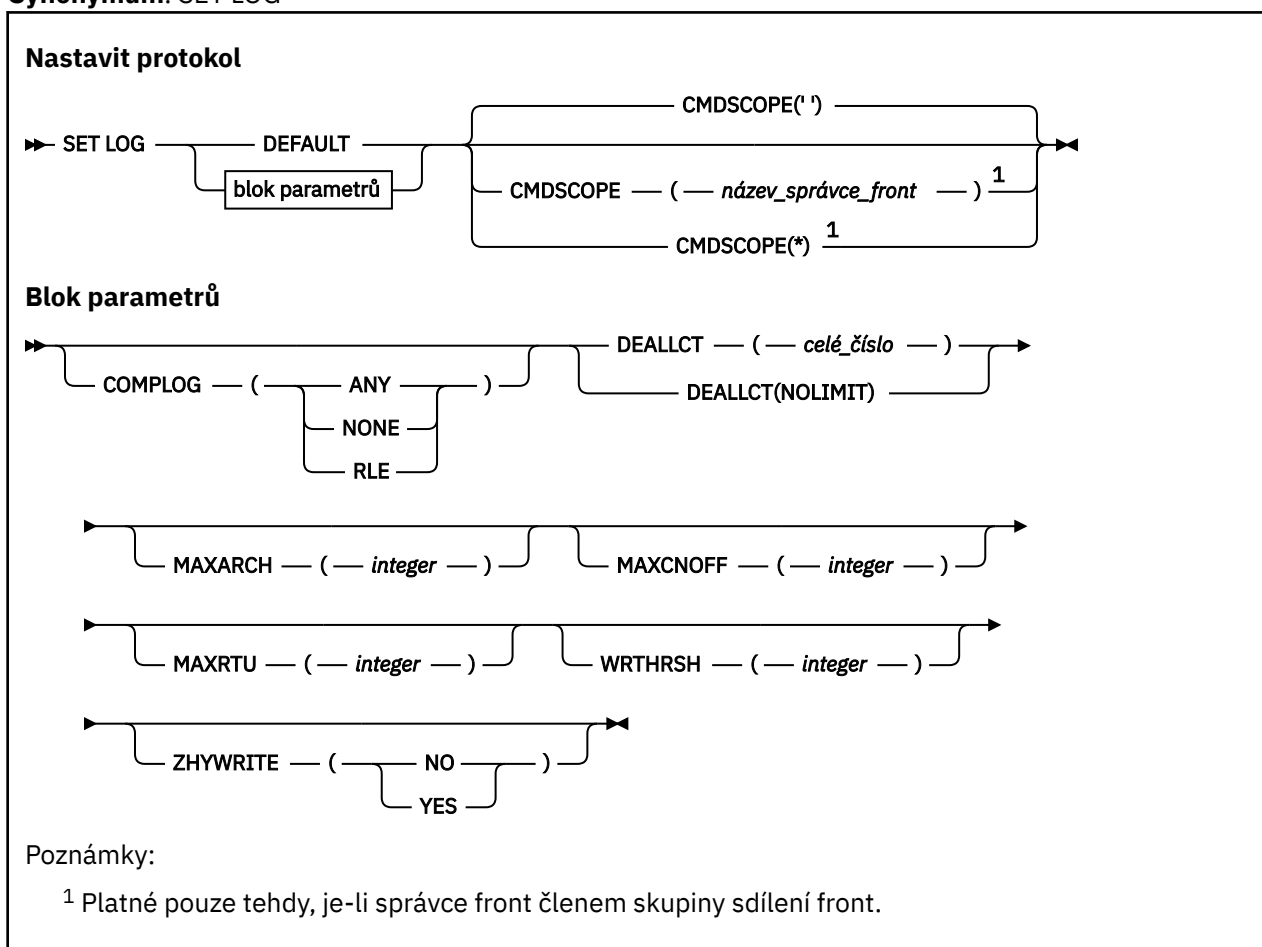 Synonymum: SET LOG
Nastavit protokol
CMDSCOPE(' ')
SET LOG DEFAULT
blok parametrů
CMDSCOPE ( název_správce_front ) 1
CMDSCOPE(*) 1
Blok parametrů
DEALLCT ( celé_číslo )
COMPLOG ( ANY )
DEALLCT(NOLIMIT)
NONE
RLE
MAXARCH ( integer ) MAXCNOFF ( integer )
MAXRTU ( integer ) WRTHRSH ( integer )
ZHYWRITE ( NO )
YES
Poznámky:
1 Platné pouze tehdy, je-li správce front členem skupiny sdílení front.